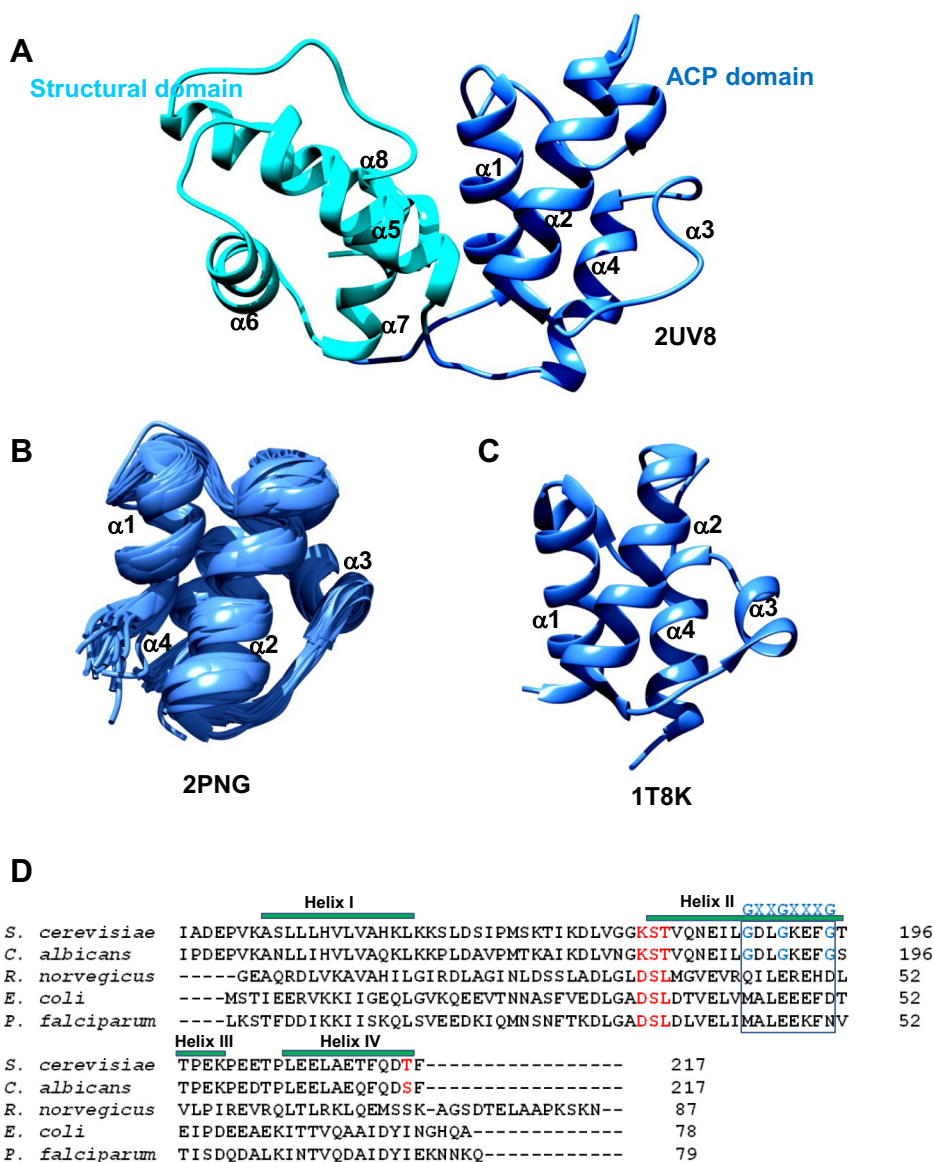 A
Structural domain
ACP domain
α8
α1
α2
α5
α3
α4
α6
α7
2UV8
B
C
α1
α3
α4
α2
2PNG
α2
α1
α4
α3
1T8K
D
Helix I
Helix II
GXXGXXXG
S. cerevisiae IADEPVKASLLLHVLVAHKLKKSLDSIPMSKTIKDLVGGKSTVQNEILGDLGKEFGT 196
C. albicans IPDEPVKANLLIHVLVAQKLKKPLDAVPMTKAIKDLVNGKSTVQNEILGDLGKEFGS 196
R. norvegicus -----GEAQRDLVKAVAHILGIRDLAGINLDSSLADLGLDSLMGVEVRQILEREHDL 52
E. coli ----MSTIEERVKKIIGEQLGVKQEEVTNNASFVEDLGADSLDTVELVMALEEEFDT 52
P. falciparum ----LKSTFDDIKKIISKQLSVEEDKIQMNSNFTKDLGADSLDLVELIMALEEKFNV 52
Helix III
Helix IV
S. cerevisiae TPEKPEETPLEELAETFQDTF------------------ 217
C. albicans TPEKPEDTPLEELAEQFQDSF------------------ 217
R. norvegicus VLPIREVRQLTLRKLQEMSSK-AGSDTELAAPKSKN-- 87
E. coli EIPDEEAEKITTVQAAIDYINGHQA-------------- 78
P. falciparum TISDQDALKINTVQDAIDYIEKNNKQ------------- 79